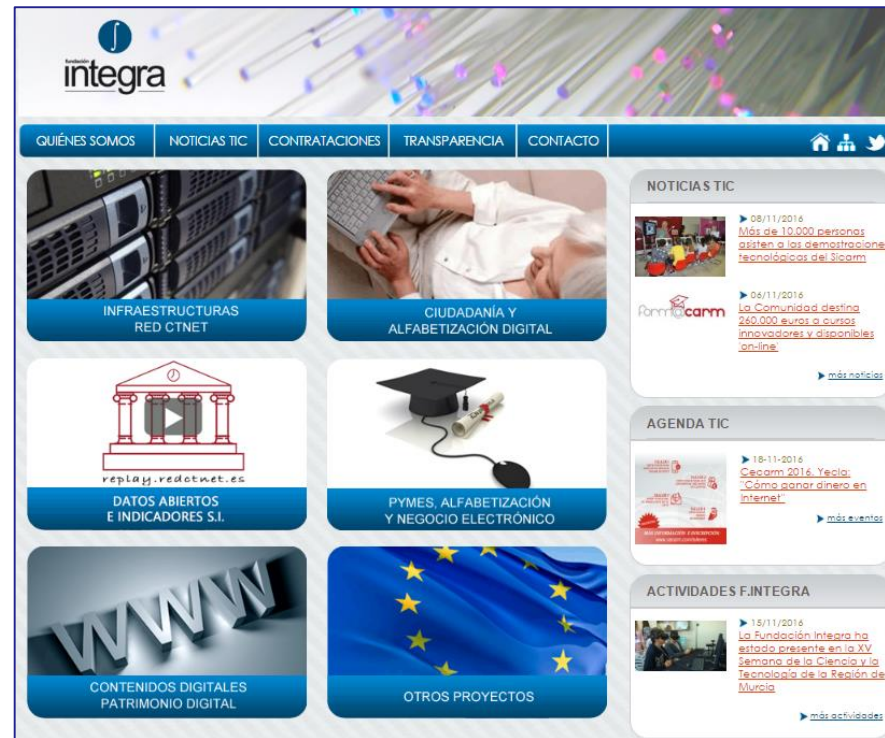 fundación
integra
QUIÉNES SOMOS
NOTICIAS TIC
CONTRATACIONES
TRANSPARENCIA
CONTACTO
INFRAESTRUCTURAS
RED CTNET
CIUDADANÍA Y
ALFABETIZACIÓN DIGITAL
replay.redctnet.es
DATOS ABIERTOS
E INDICADORES S.I.
PYMES, ALFABETIZACIÓN
Y NEGOCIO ELECTRÓNICO
WWW
CONTENIDOS DIGITALES
PATRIMONIO DIGITAL
OTROS PROYECTOS
NOTICIAS TIC
08/11/2016
Más de 10.000 personas
asisten a las demostracione
tecnológicas del Sicarm
form@carm
06/11/2016
La Comunidad destina
260.000 euros a cursos
innovadores y disponibles
'on-line'
más noticias
AGENDA TIC
18-11-2016
Cecarm 2016. Yecla:
"Cómo ganar dinero en
Internet"
más eventos
ACTIVIDADES F.INTEGRA
15/11/2016
La Fundación Integra ha
estado presente en la XV
Semana de la Ciencia y la
Tecnología de la Región de
Murcia
más actividades